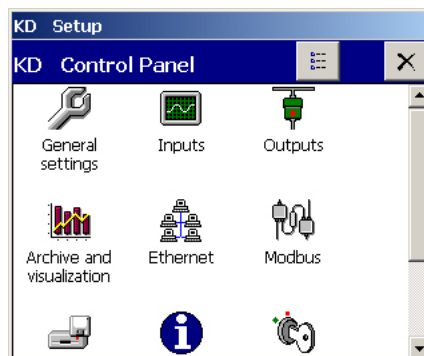 KD Setup
KD Control Panel
General
settings
Inputs
Outputs
Archive and
visualization
Ethernet
Modbus